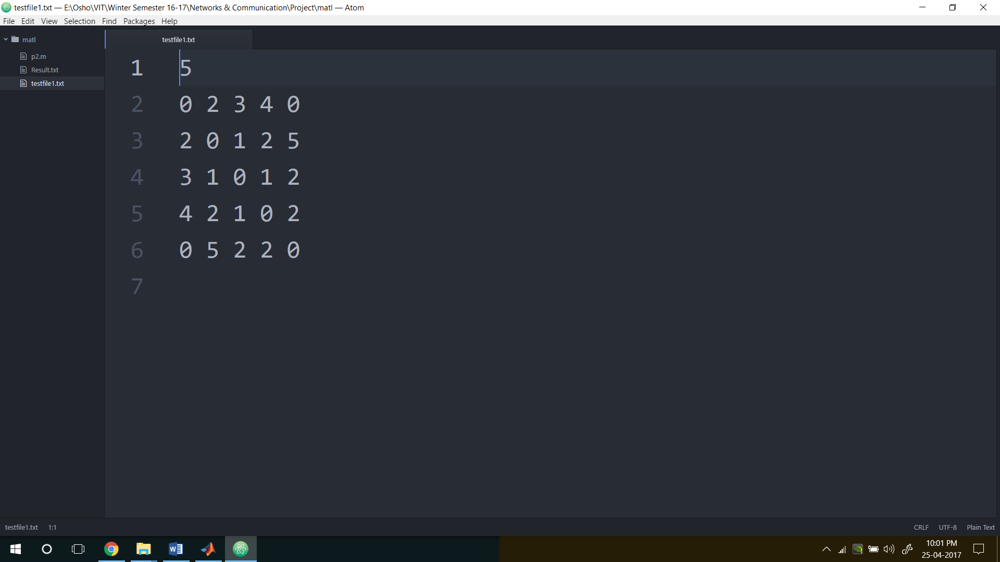 testfile1.txt — E:\Osho\VIT\Winter Semester 16-17\Networks & Communication\Project\matl — Atom
File Edit View Selection Find Packages Help
matl
p2.m
Result.txt
testfile1.txt
testfile1.txt
1 5
2 0 2 3 4 0
3 2 0 1 2 5
4 3 1 0 1 2
5 4 2 1 0 2
6 0 5 2 2 0
7
testfile1.txt 1:1 CRLF UTF-8 Plain Text
10:01 PM
25-04-2017